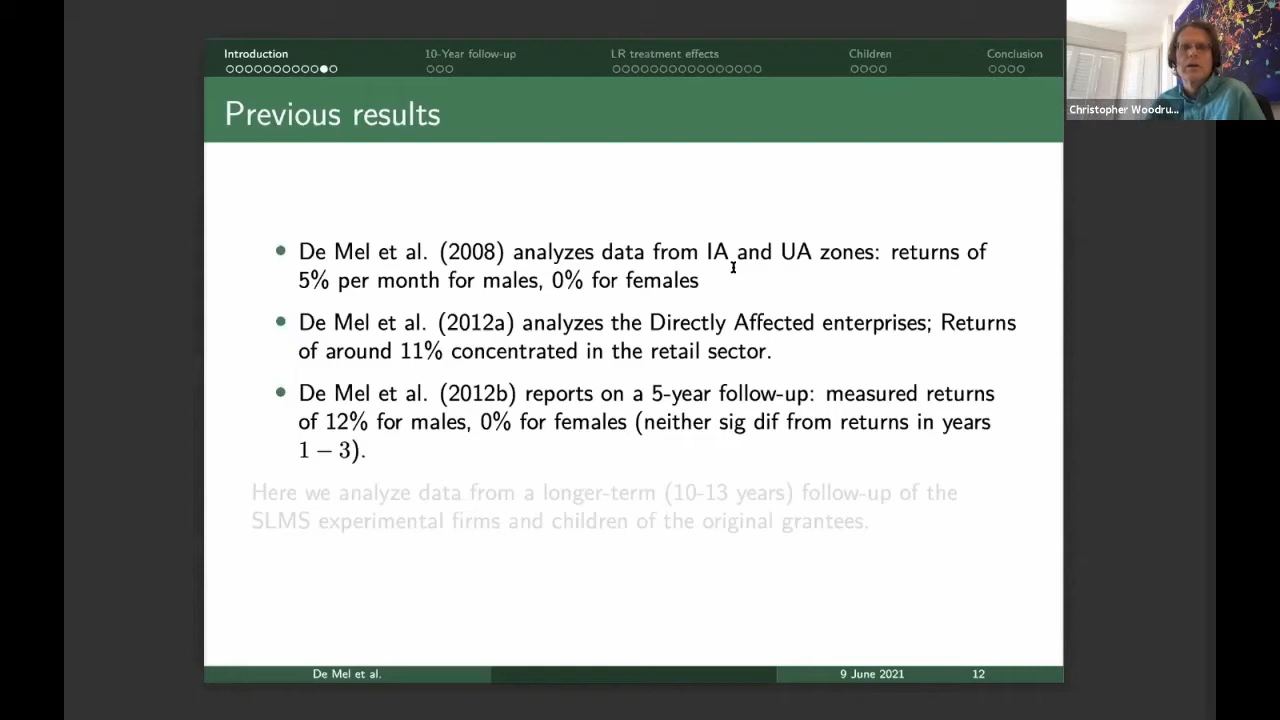 Introduction
10-Year follow-up
LR treatment effects
Children
Conclusion
Previous results
Christopher Woodru...
• De Mel et al. (2008) analyzes data from IA and UA zones: returns of
5% per month for males, 0% for females
• De Mel et al. (2012a) analyzes the Directly Affected enterprises; Returns
of around 11% concentrated in the retail sector.
• De Mel et al. (2012b) reports on a 5-year follow-up: measured returns
of 12% for males, 0% for females (neither sig dif from returns in years
1 − 3).
Here we analyze data from a longer-term (10-13 years) follow-up of the
SLMS experimental firms and children of the original grantees.
De Mel et al.
9 June 2021
12